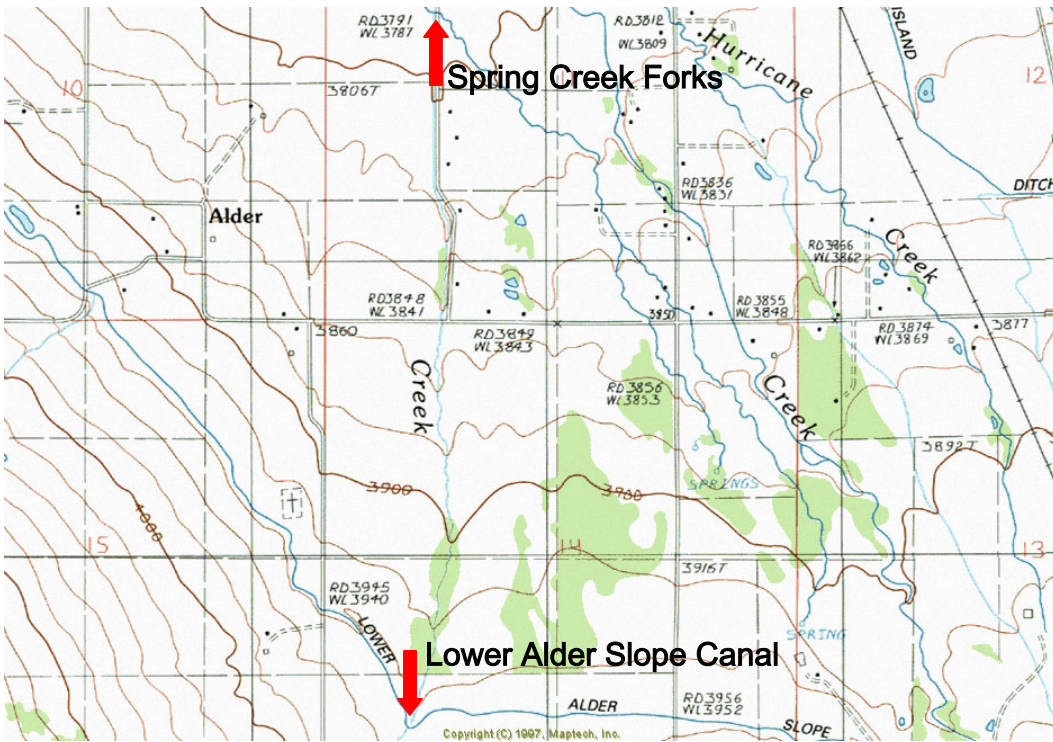 ISLAND
RD3791
WL3787
RD3812
WL3809
Hurricane
10
3806T
Spring Creek Forks
12
RD3836
WL3831
DITCH
Alder
RD3866
WL3862
Creek
RD3848
WL3841
3860
RD3849
WL3843
3850
RD3855
WL3848
RD3874
WL3869
3877
Creek
RD3856
WL3853
Creek
3892T
SPRINGS
3900
3900
4000
15
14
13
3916T
RD3945
WL3940
LOWER
SPRING
Lower Alder Slope Canal
ALDER
RD3956
WL3952
SLOPE
Copyright (C) 1997, Maptech, Inc.